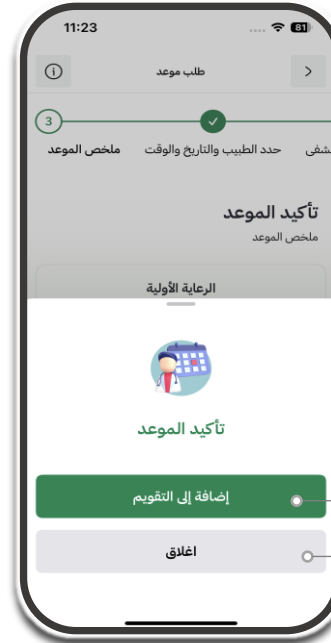 11:23
81
طلب موعد
شفى
حدد الطبيب والتاريخ والوقت
ملخص الموعد
3
تأكيد الموعد
ملخص الموعد
الرعاية الأولية
تأكيد الموعد
إضافة إلى التقويم
اغلاق